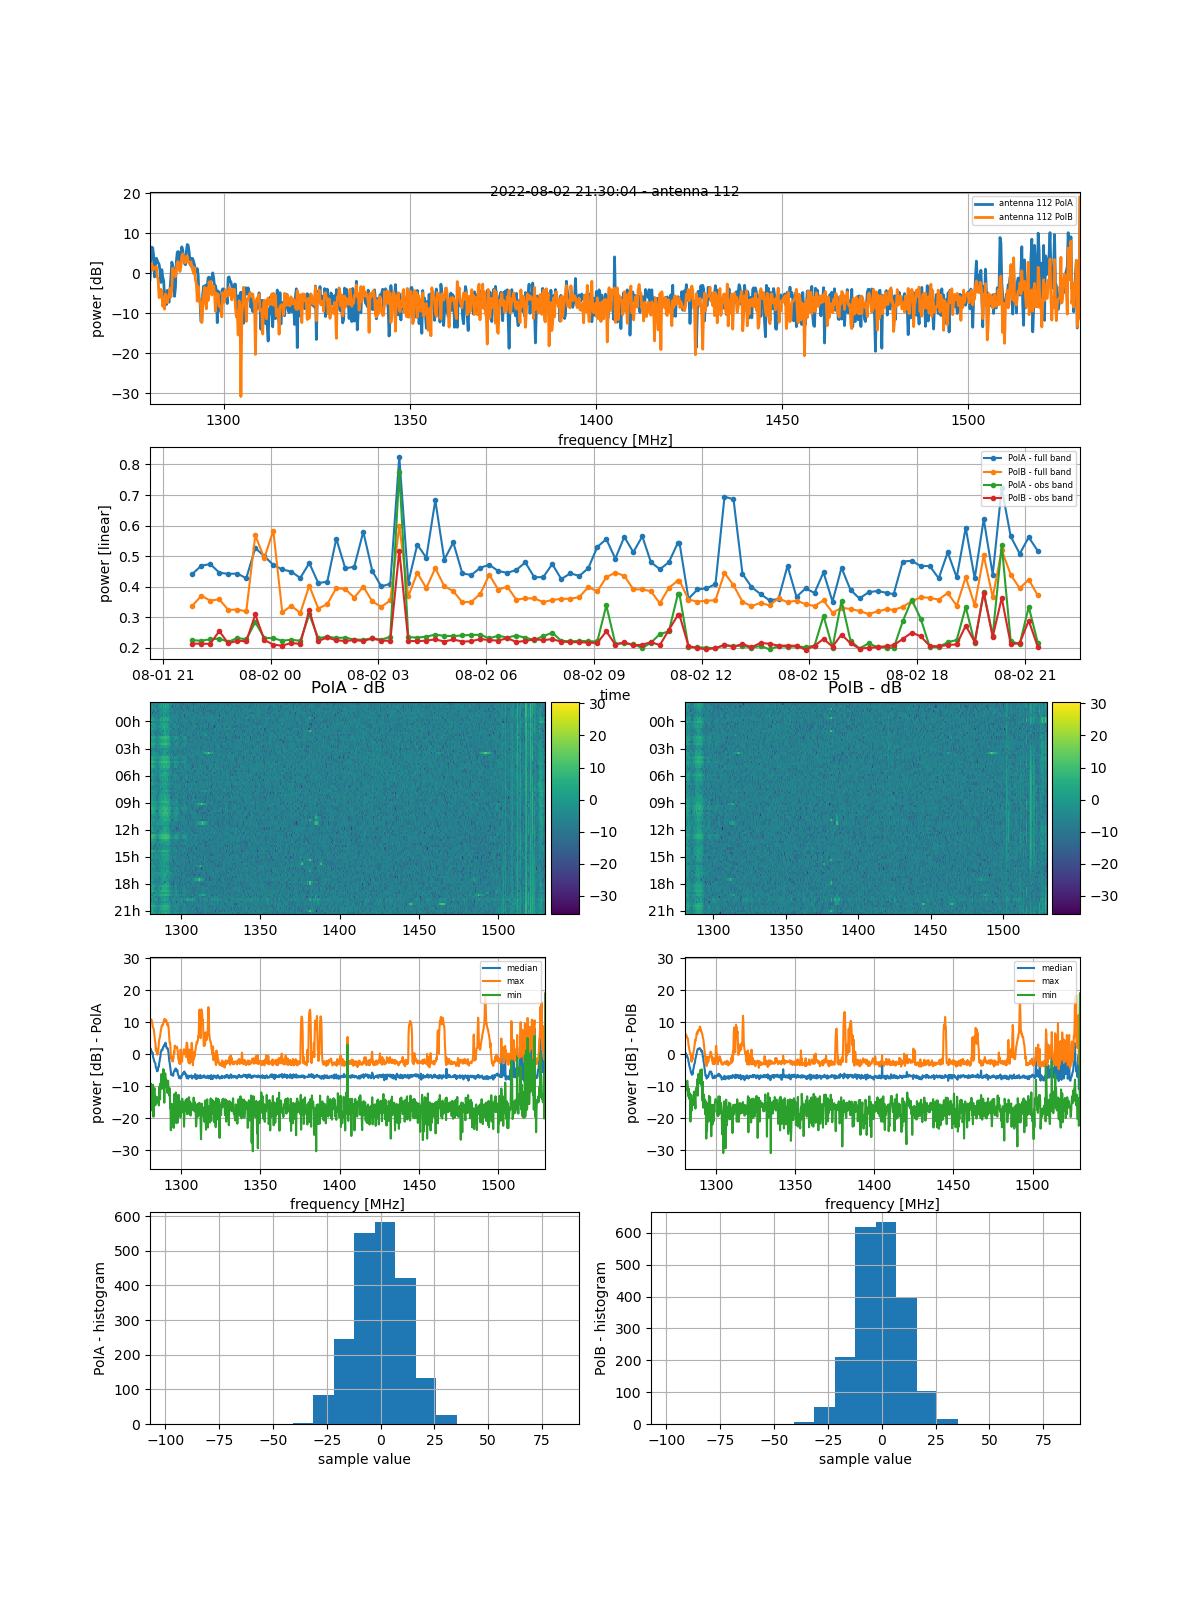 2022-08-02 21:30:04 - antenna 112
antenna 112 PolA
antenna 112 PolB
power [dB]
20
10
0
−10
−20
−30
1300 1350 1400 1450 1500
frequency [MHz]
PolA - full band
PolB - full band
PolA - obs band
PolB - obs band
power [linear]
0.8
0.7
0.6
0.5
0.4
0.3
0.2
08-01 21 08-02 00 08-02 03 08-02 06 08-02 09 08-02 12 08-02 15 08-02 18 08-02 21
time
PolA - dB
00h
03h
06h
09h
12h
15h
18h
21h
1300 1350 1400 1450 1500
30
20
10
0
−10
−20
−30
PolB - dB
00h
03h
06h
09h
12h
15h
18h
21h
1300 1350 1400 1450 1500
30
20
10
0
−10
−20
−30
power [dB] - PolA
30
20
10
0
−10
−20
−30
median
max
min
1300 1350 1400 1450 1500
frequency [MHz]
power [dB] - PolB
30
20
10
0
−10
−20
−30
median
max
min
1300 1350 1400 1450 1500
frequency [MHz]
PolA - histogram
600
500
400
300
200
100
0
−100 −75 −50 −25 0 25 50 75
sample value
PolB - histogram
600
500
400
300
200
100
0
−100 −75 −50 −25 0 25 50 75
sample value